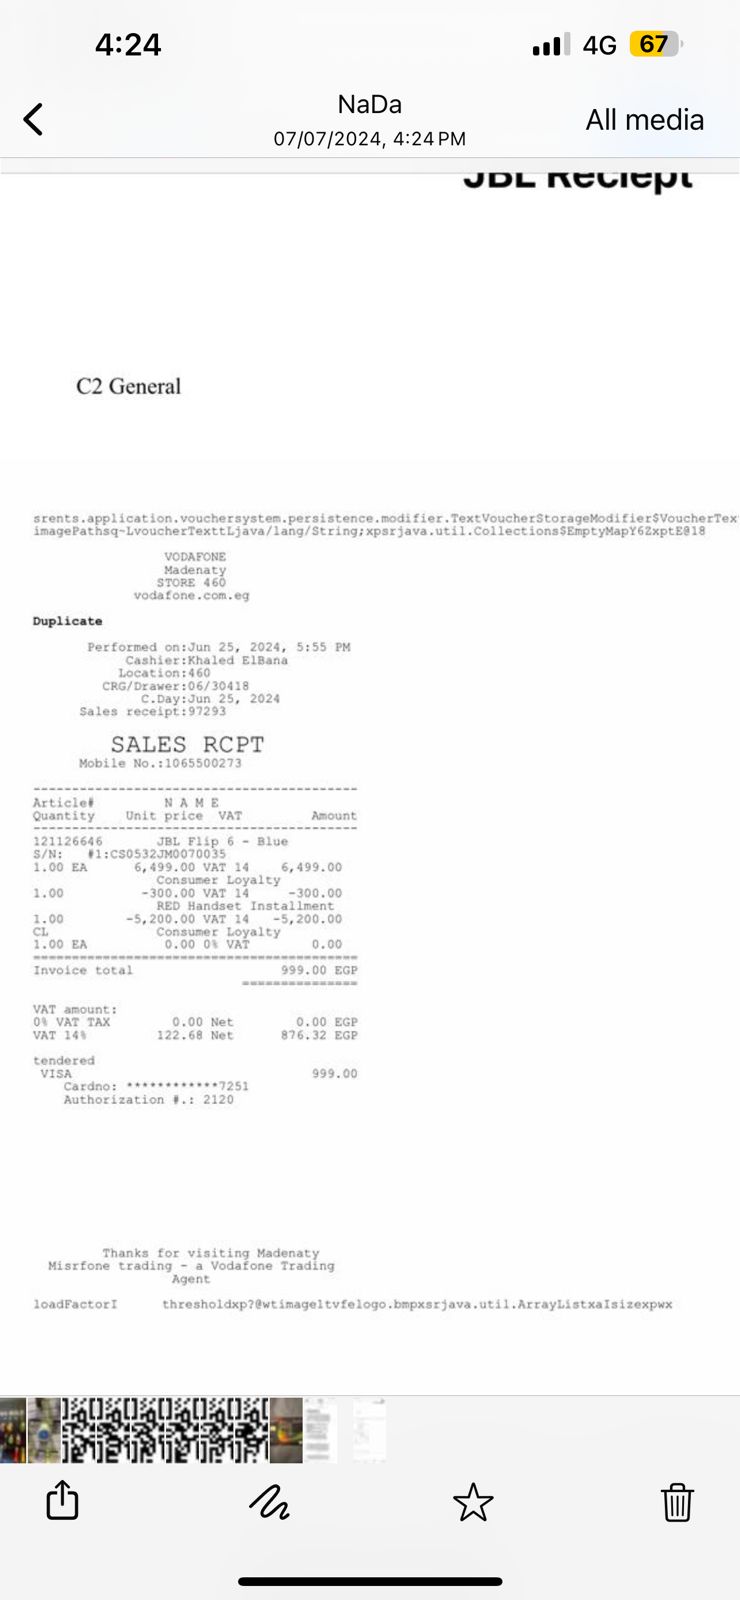 4:24
4G 67
NaDa
07/07/2024, 4:24 PM
All media
JBL Reciept
C2 General
srents.application.vouchersystem.persistence.modifier.TextVoucherStorageModifier$VoucherTex
imagePathsq~LvoucherTexttLjava/lang/String;xpsrjava.util.Collections$EmptyMapY6ZxptE@18
VODAFONE
Madenaty
STORE 460
vodafone.com.eg
Duplicate
Performed on:Jun 25, 2024, 5:55 PM
Cashier:Khaled ElBana
Location:460
CRG/Drawer:06/30418
C.Day:Jun 25, 2024
Sales receipt:97293
SALES RCPT
Mobile No.:1065500273
------------------------------------------
Article# N A M E
Quantity Unit price VAT Amount
------------------------------------------
121126646 JBL Flip 6 - Blue
S/N: #1:CS0532JM0070035
1.00 EA 6,499.00 VAT 14 6,499.00
Consumer Loyalty
1.00 -300.00 VAT 14 -300.00
RED Handset Installment
1.00 -5,200.00 VAT 14 -5,200.00
CL Consumer Loyalty
1.00 EA 0.00 0% VAT 0.00
==========================================
Invoice total 999.00 EGP
===============
VAT amount:
0% VAT TAX 0.00 Net 0.00 EGP
VAT 14% 122.68 Net 876.32 EGP
tendered
VISA 999.00
Cardno: ************7251
Authorization #.: 2120
Thanks for visiting Madenaty
Misrfone trading - a Vodafone Trading
Agent
loadFactorI thresholdxp?@wtimageltvfelogo.bmpxsrjava.util.ArrayListxaIsizexpwx